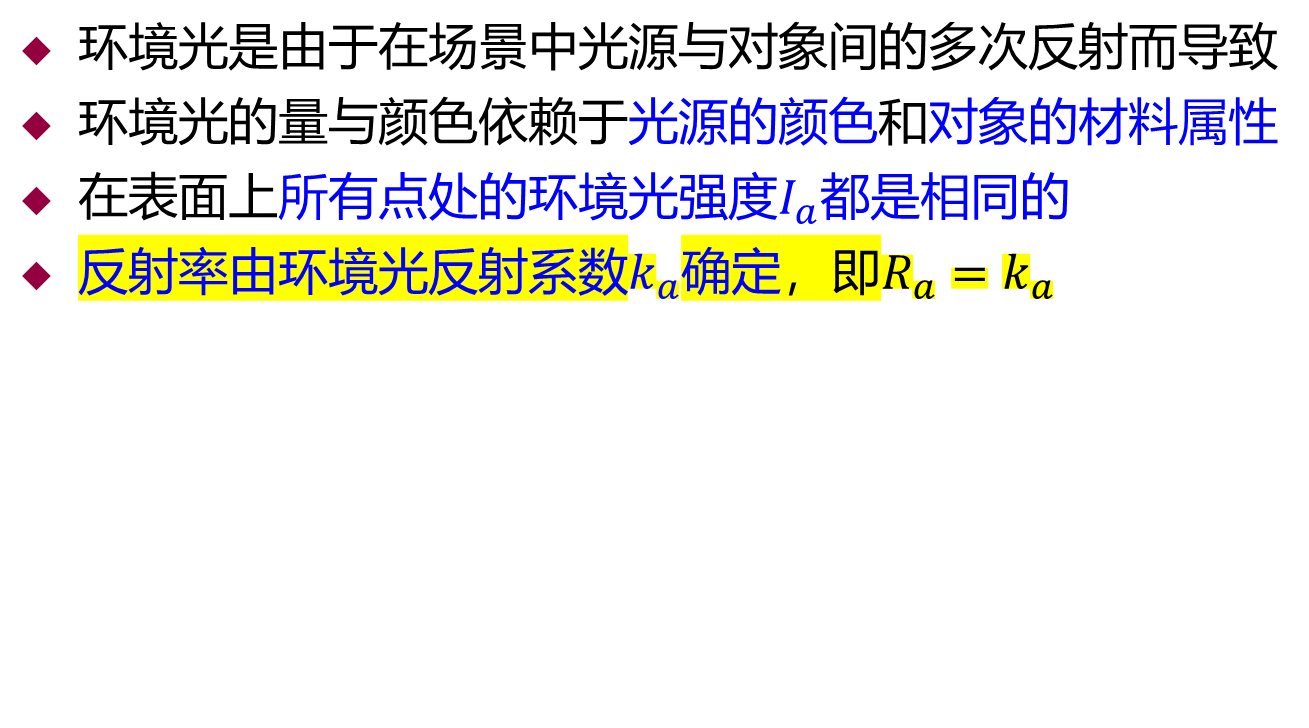 ◆ 环境光是由于在场景中光源与对象间的多次反射而导致
◆ 环境光的量与颜色依赖于光源的颜色和对象的材料属性
◆ 在表面上所有点处的环境光强度Iₐ都是相同的
◆ 反射率由环境光反射系数kₐ确定，即Rₐ = kₐ